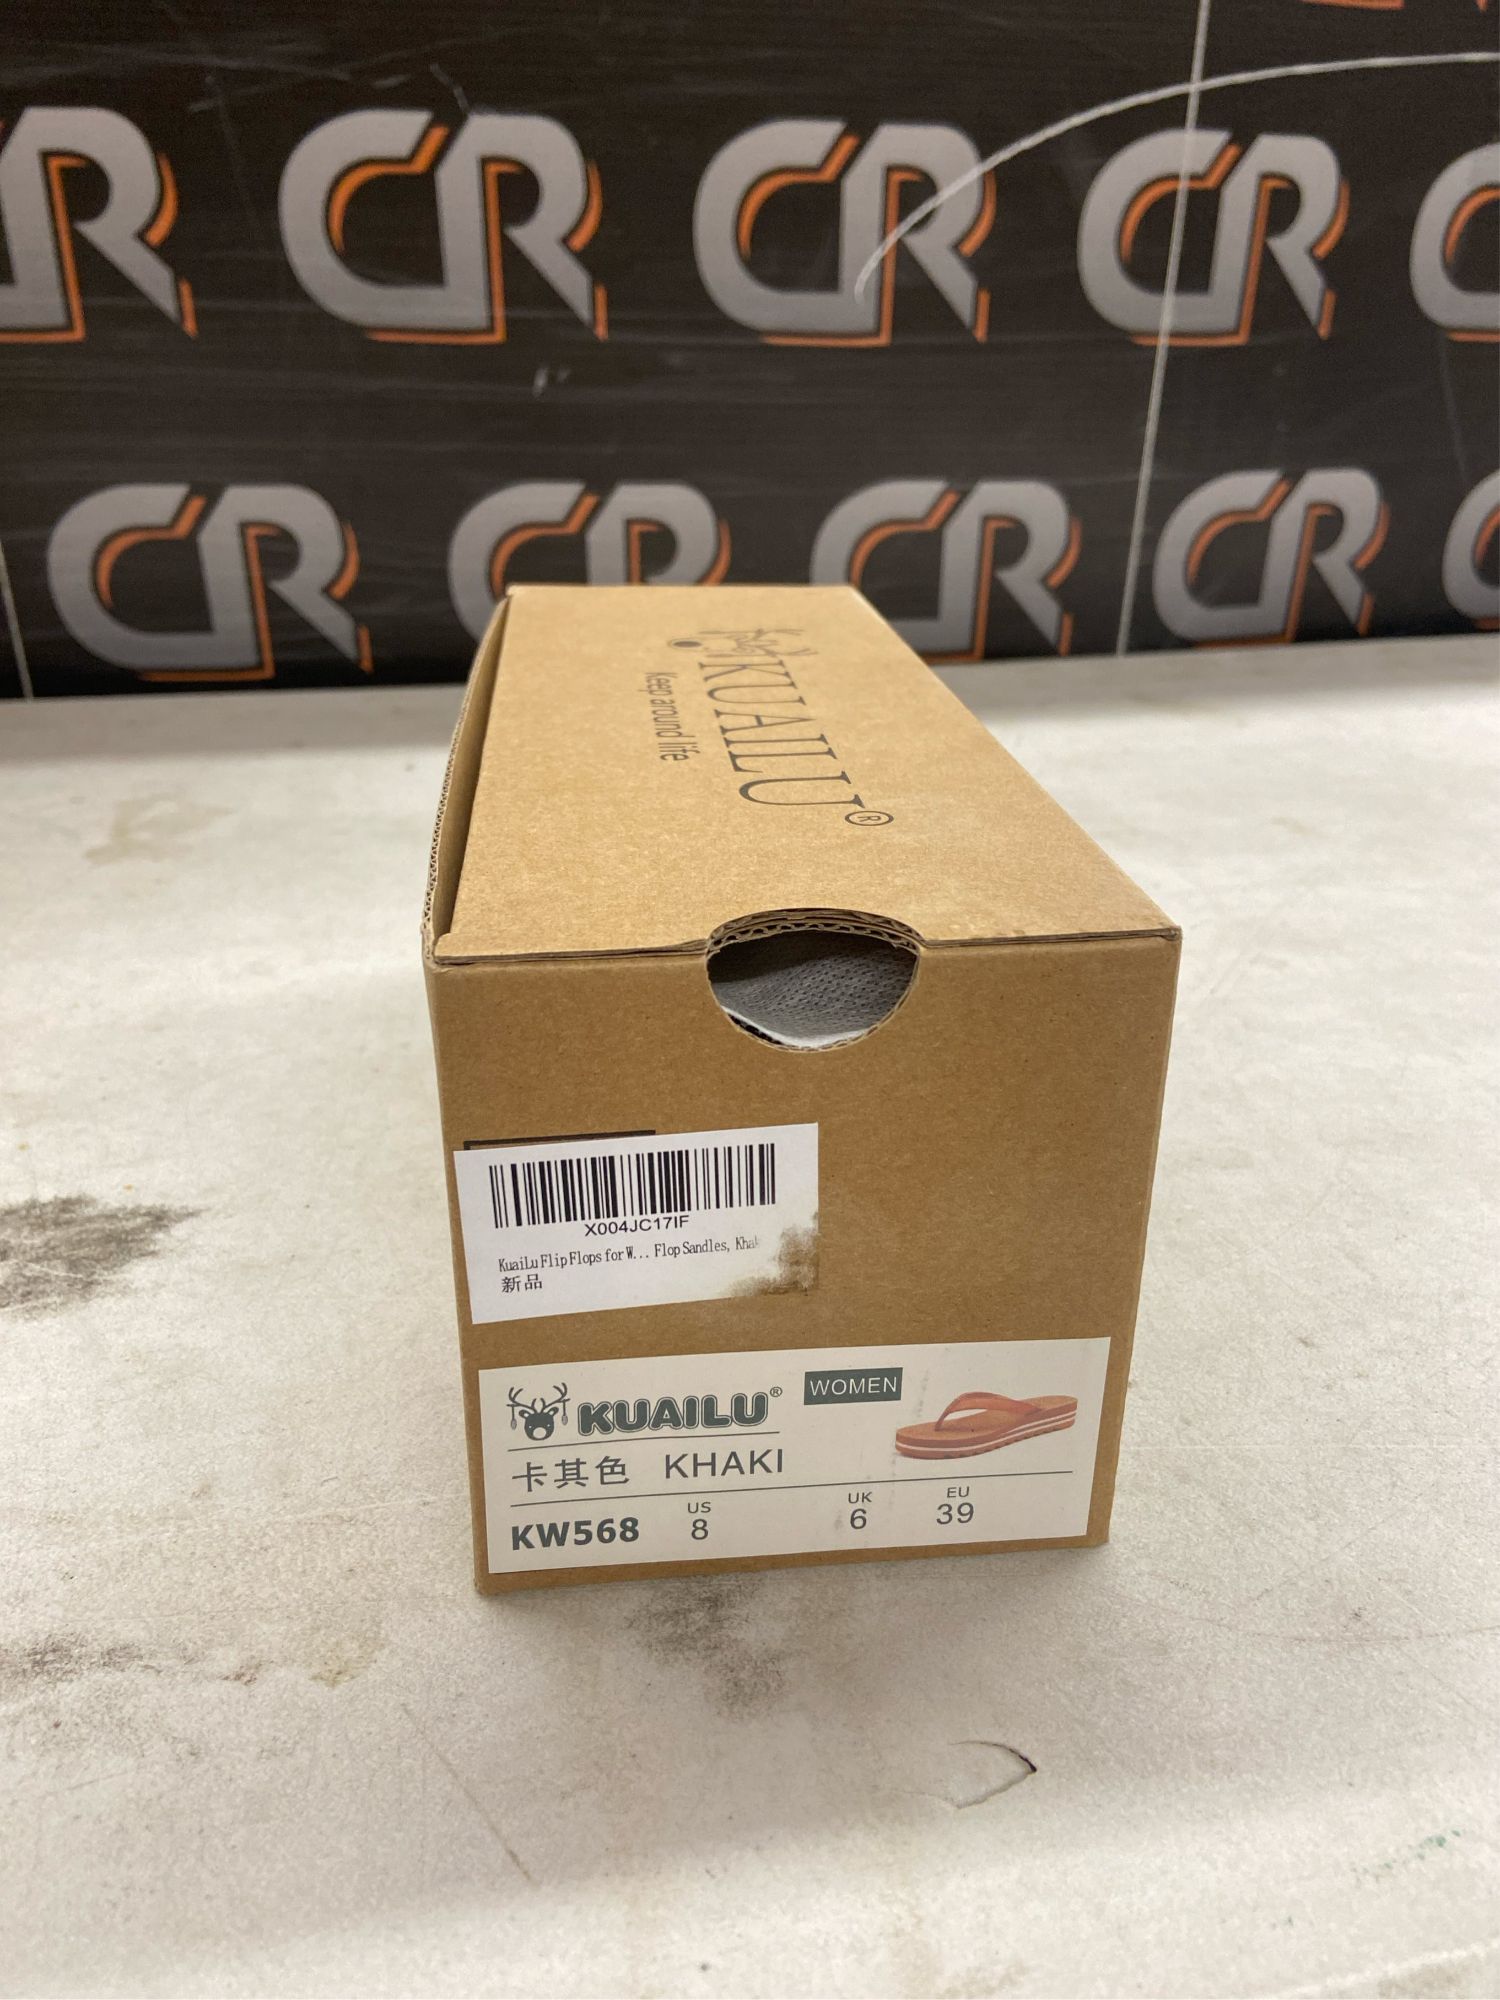 CR CR CR CR
CR CR CR CR
KUAILU®
Keep around life
X004JC17IF
KuaiLu Flip Flops for W... Flop Sandles, Kha
新品
KUAILU®
WOMEN
卡其色 KHAKI
KW568 US 8 UK 6 EU 39